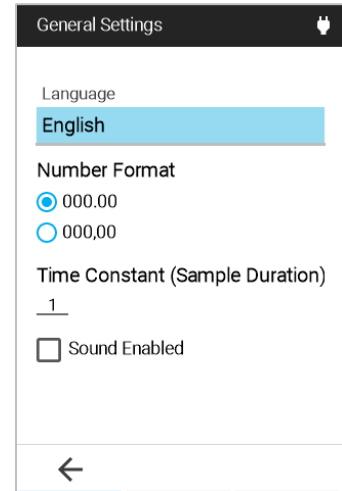 General Settings
Language
English
Number Format
000.00
000,00
Time Constant (Sample Duration)
1
Sound Enabled